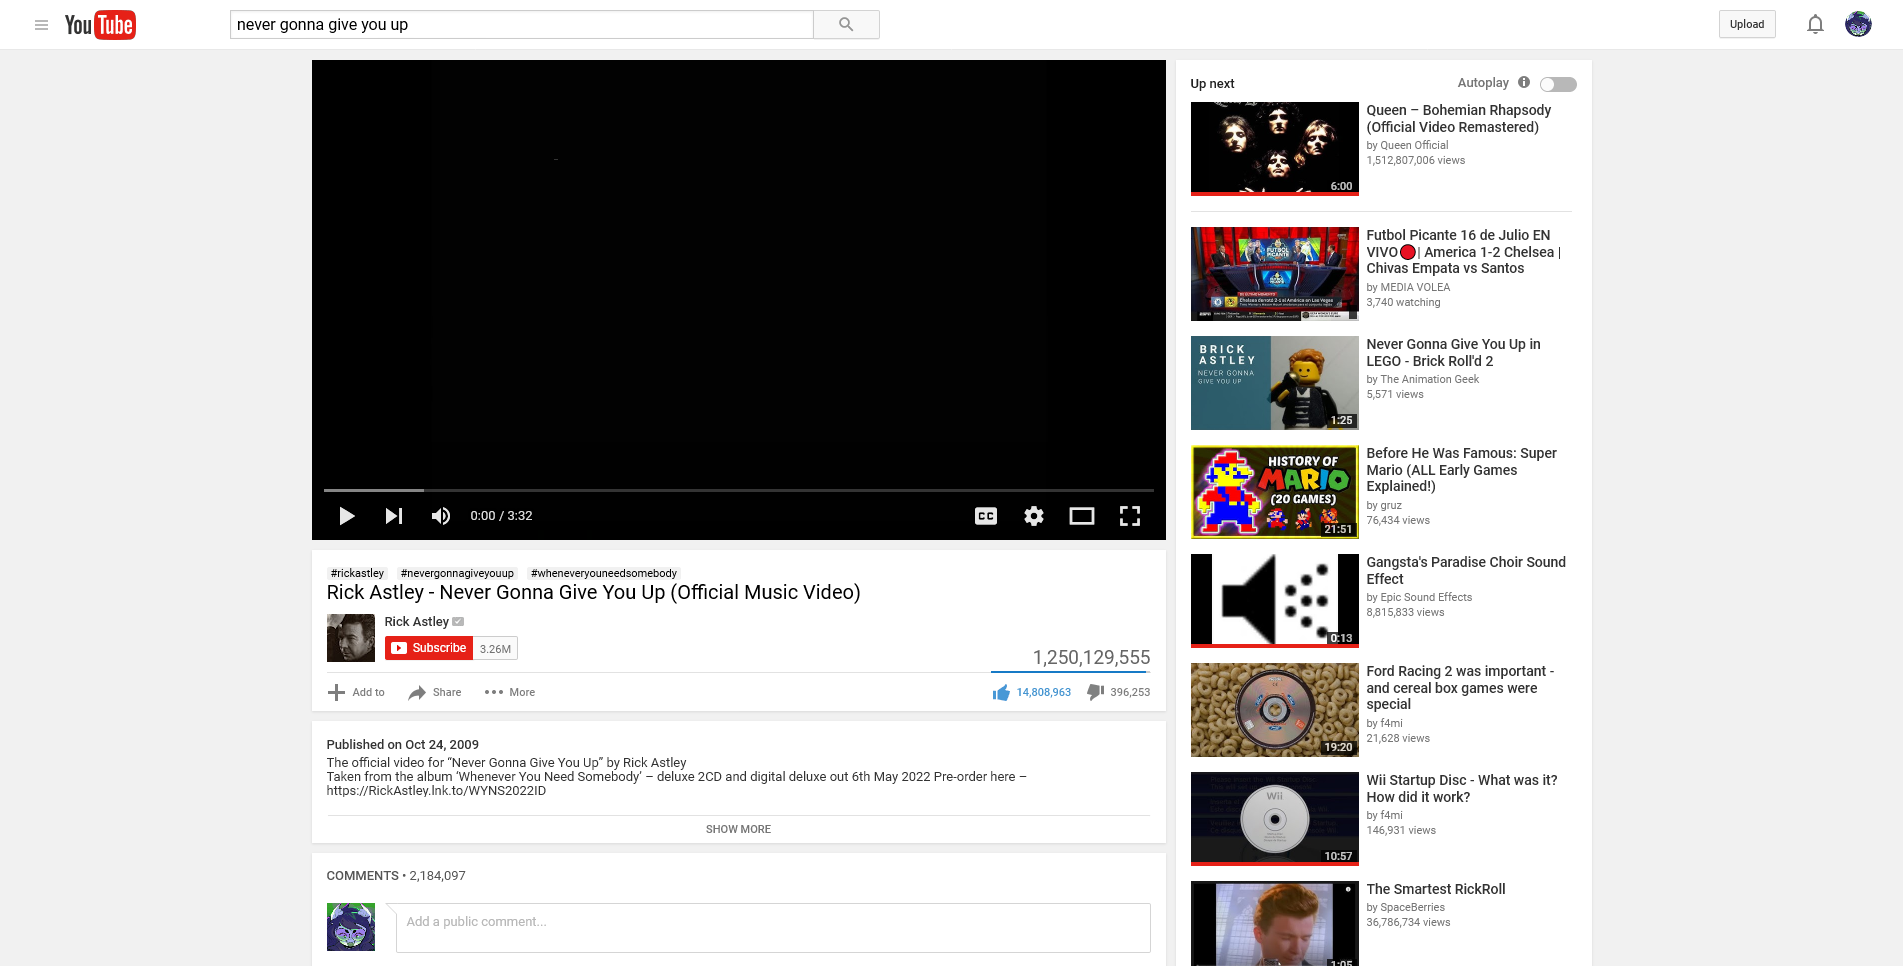 YouTube
never gonna give you up
Upload
0:00 / 3:32
CC
#rickastley #nevergonnagiveyouup #wheneveryouneedsomebody
Rick Astley - Never Gonna Give You Up (Official Music Video)
Rick Astley
Subscribe 3.26M
1,250,129,555
Add to Share More
14,808,963 396,253
Published on Oct 24, 2009
The official video for “Never Gonna Give You Up” by Rick Astley
Taken from the album ‘Whenever You Need Somebody’ – deluxe 2CD and digital deluxe out 6th May 2022 Pre-order here –
https://RickAstley.lnk.to/WYNS2022ID
SHOW MORE
COMMENTS • 2,184,097
Add a public comment...
Up next
Autoplay
6:00
Queen – Bohemian Rhapsody
(Official Video Remastered)
by Queen Official
1,512,807,006 views
FUTBOL
PICANTE
Chelsea derrotó 2-1 al América en Las Vegas
Futbol Picante 16 de Julio EN
VIVO🔴| America 1-2 Chelsea |
Chivas Empata vs Santos
by MEDIA VOLEA
3,740 watching
BRICK
ASTLEY
NEVER GONNA
GIVE YOU UP
1:25
Never Gonna Give You Up in
LEGO - Brick Roll'd 2
by The Animation Geek
5,571 views
HISTORY OF
MARIO
(20 GAMES)
21:51
Before He Was Famous: Super
Mario (ALL Early Games
Explained!)
by gruz
76,434 views
0:13
Gangsta's Paradise Choir Sound
Effect
by Epic Sound Effects
8,815,833 views
19:20
Ford Racing 2 was important -
and cereal box games were
special
by f4mi
21,628 views
Wii
10:57
Wii Startup Disc - What was it?
How did it work?
by f4mi
146,931 views
1:05
The Smartest RickRoll
by SpaceBerries
36,786,734 views